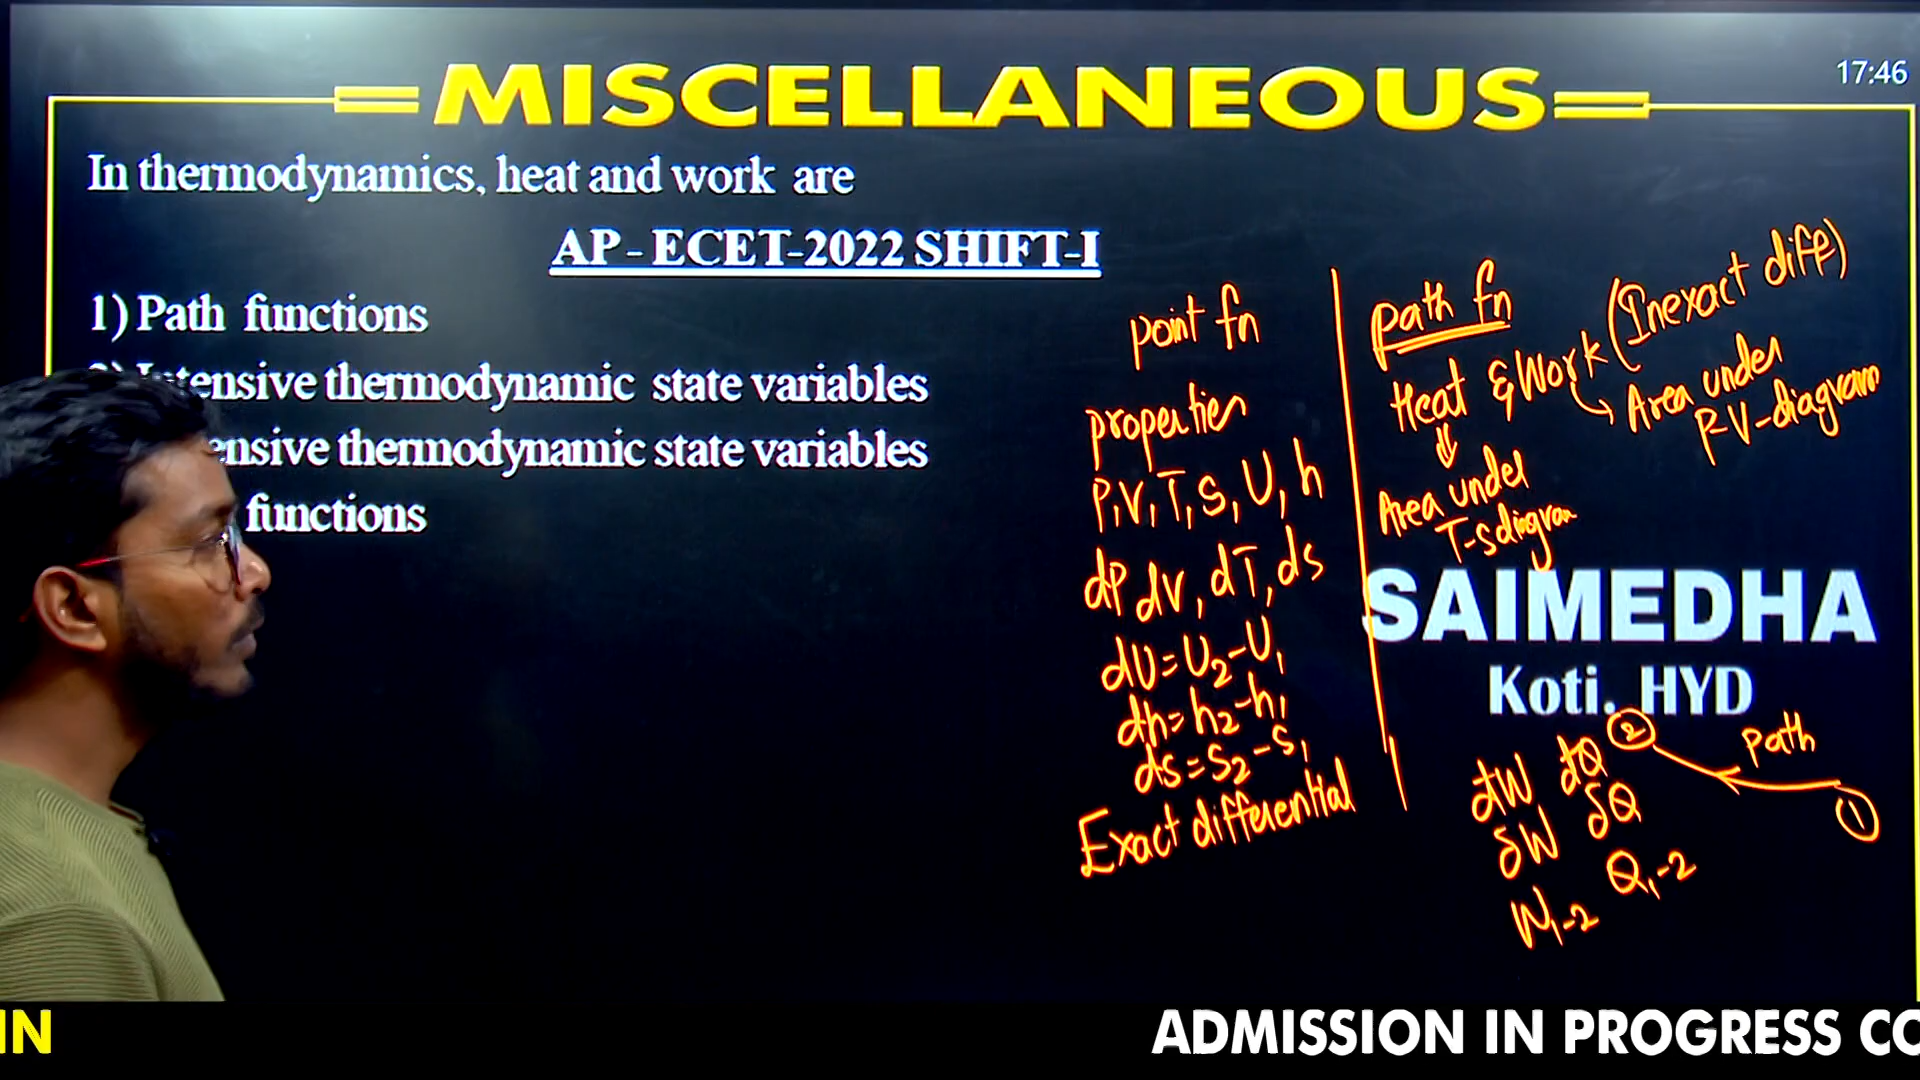 MISCELLANEOUS
17:46
In thermodynamics, heat and work are
AP - ECET-2022 SHIFT-I
1) Path functions
thermodynamic state variables
thermodynamic state variables
functions
point fn
properties
P, V, T, S, U, h
dP dv, dT, ds
dU = U2 - U1
dh = h2 - h1
ds = S2 - S1
Exact differential
Path fn
Heat & Work (Inexact diff)
Area under
P-V-diagram
Area under
T-s diagram
SAIMEDHA
Koti. HYD
2 Path 1
dW dQ
δW δQ
W1-2 Q1-2
IN
ADMISSION IN PROGRESS CO